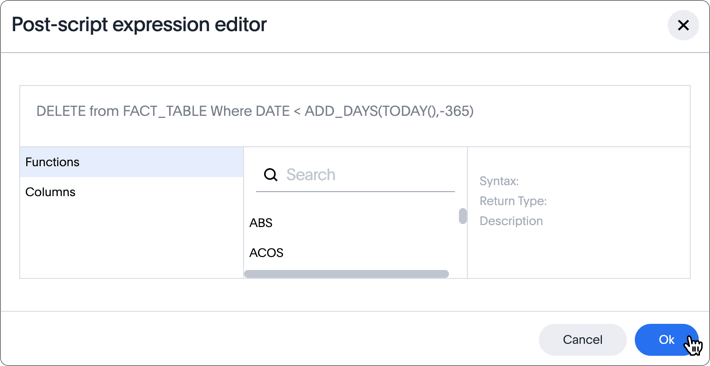 Post-script expression editor
DELETE from FACT_TABLE Where DATE < ADD_DAYS(TODAY(),-365)
Functions
Columns
Search
ABS
ACOS
Syntax:
Return Type:
Description
Cancel
Ok